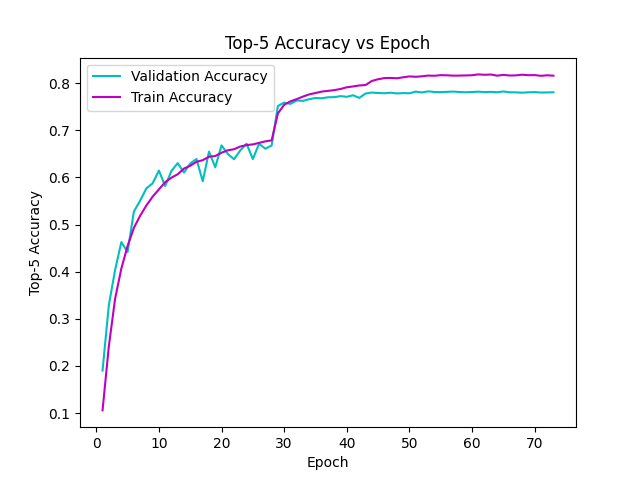 Top-5 Accuracy vs Epoch
Validation Accuracy
Train Accuracy
Top-5 Accuracy
0.8
0.7
0.6
0.5
0.4
0.3
0.2
0.1
0 10 20 30 40 50 60 70
Epoch